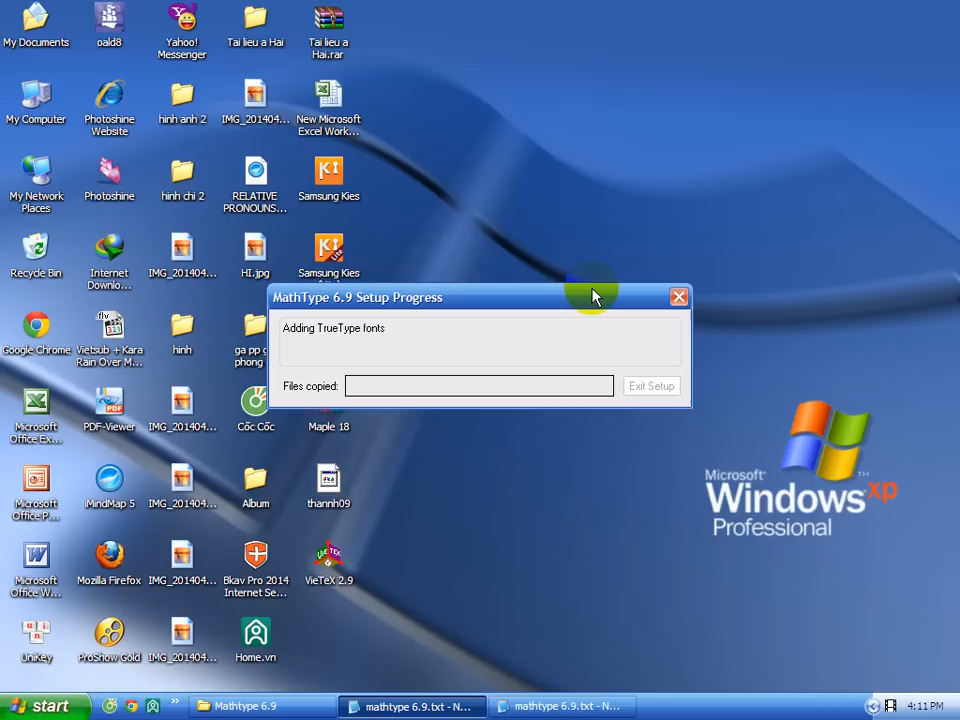 My Documents
oald8
Yahoo!
Messenger
Tai lieu a Hai
Tai lieu a
Hai.rar
My Computer
Photoshine
Website
hinh anh 2
IMG_201404...
New Microsoft
Excel Work...
My Network
Places
Photoshine
hinh chi 2
RELATIVE
PRONOUNS...
Samsung Kies
Recycle Bin
Internet
Downlo...
IMG_201404...
HI.jpg
Samsung Kies
MathType 6.9 Setup Progress
Adding TrueType fonts
Files copied:
Exit Setup
Google Chrome
flv
Vietsub + Kara
Rain Over M...
hinh
ga pp g
phong
Microsoft
Office Ex...
PDF
PDF-Viewer
IMG_201404...
Cốc Cốc
Maple 18
Microsoft
Office P...
iMindMap 5
IMG_201404...
Album
thannh09
Microsoft
Office W...
Mozilla Firefox
IMG_201404...
Bkav Pro 2014
Internet Se...
VieTeX 2.9
UniKey
ProShow Gold
IMG_201404...
Home.vn
Microsoft®
Windows xp
Professional
start
Mathtype 6.9
mathtype 6.9.txt - N...
mathtype 6.9.txt - N...
4:11 PM